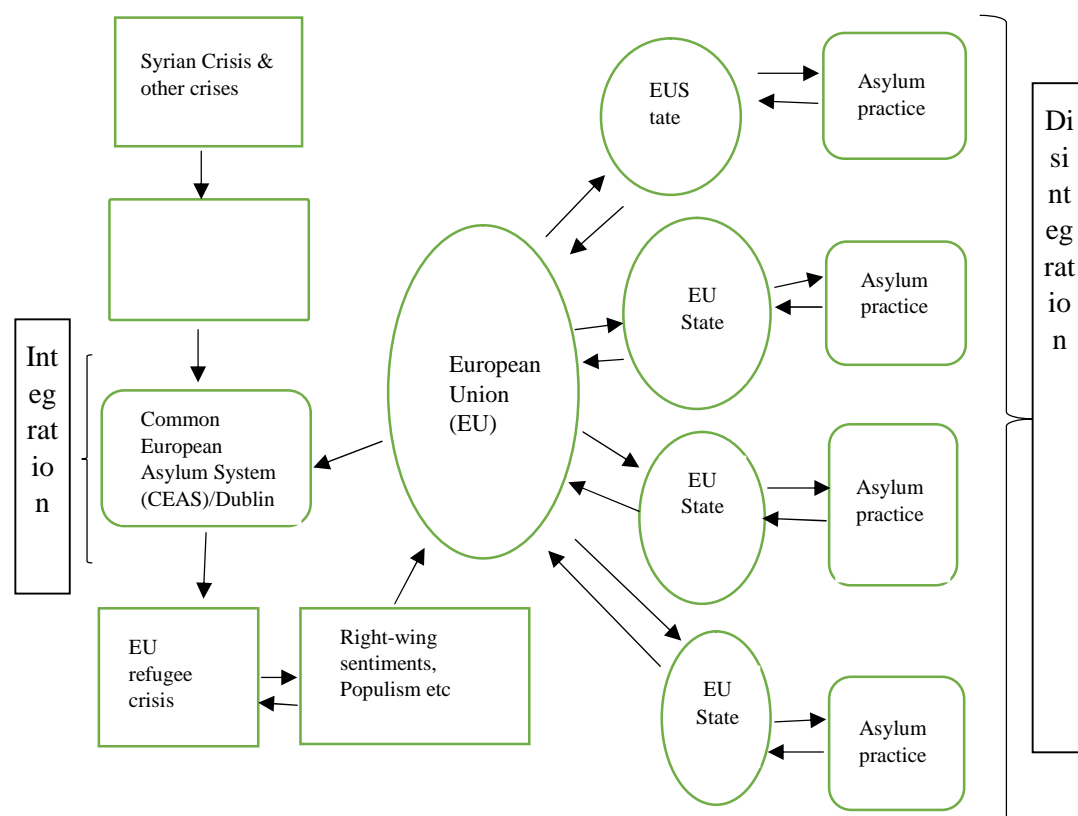 Syrian Crisis &
other crises
Int
eg
rat
io
n
Common
European
Asylum System
(CEAS)/Dublin
EU
refugee
crisis
Right-wing
sentiments,
Populism etc
European
Union
(EU)
EUS
tate
Asylum
practice
EU
State
Asylum
practice
EU
State
Asylum
practice
EU
State
Asylum
practice
Di
si
nt
eg
rat
io
n